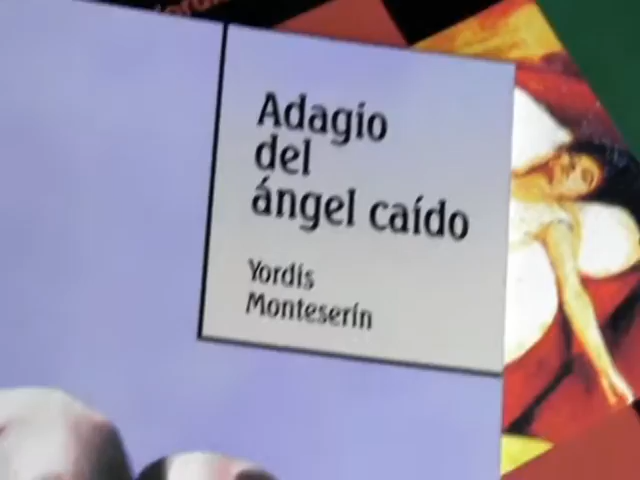 Adagio
del
ángel caído
Yordis
Monteserín